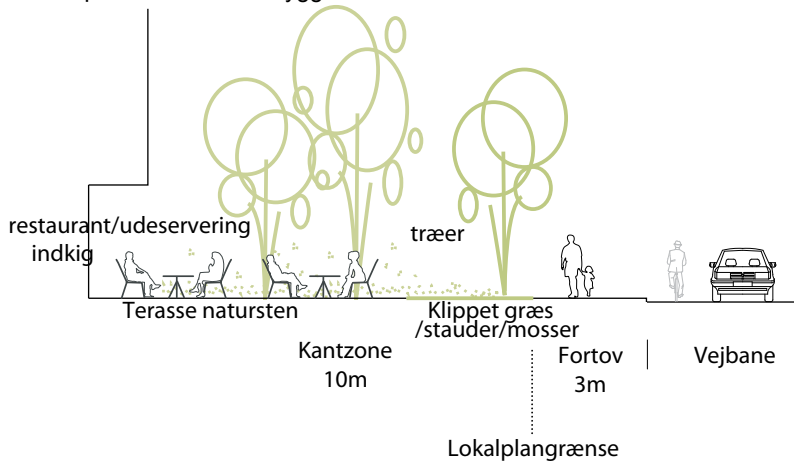 restaurant/udeservering
indkig
træer
Terasse natursten
Klippet græs
/stauder/mosser
Kantzone
10m
Fortov
3m
Vejbane
Lokalplangrænse